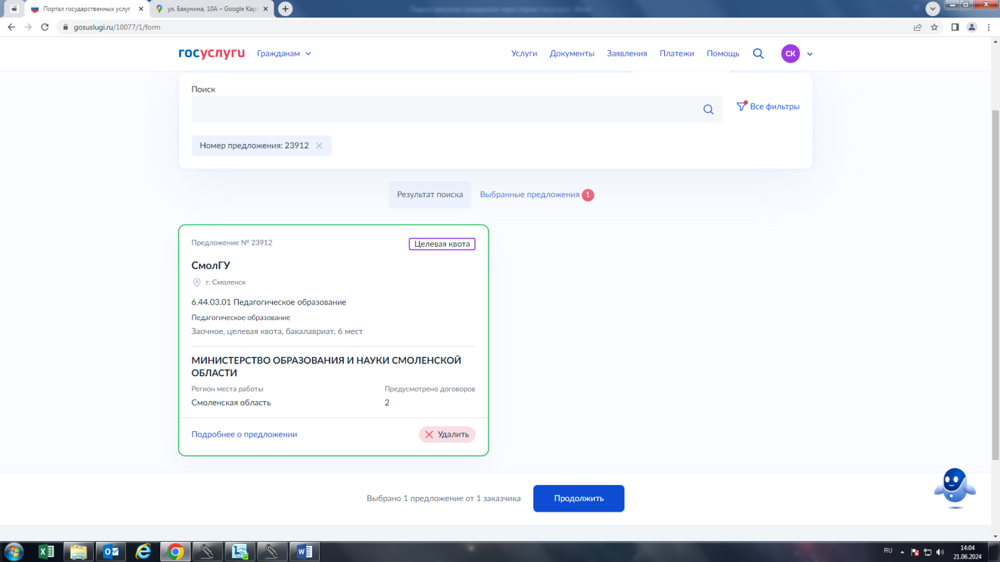 Портал государственных услуг
ул. Бакунина, 10А – Google Кар
gosuslugi.ru/10077/1/form
госуслуги
Гражданам
Услуги
Документы
Заявления
Платежи
Помощь
СК
Поиск
Все фильтры
Номер предложения: 23912
Результат поиска
Выбранные предложения 1
Предложение № 23912
Целевая квота
СмолГУ
г. Смоленск
6.44.03.01 Педагогическое образование
Педагогическое образование
Заочное, целевая квота, бакалавриат, 6 мест
МИНИСТЕРСТВО ОБРАЗОВАНИЯ И НАУКИ СМОЛЕНСКОЙ
ОБЛАСТИ
Регион места работы
Предусмотрено договоров
Смоленская область
2
Подробнее о предложении
Удалить
Выбрано 1 предложение от 1 заказчика
Продолжить
RU
14:04
21.06.2024